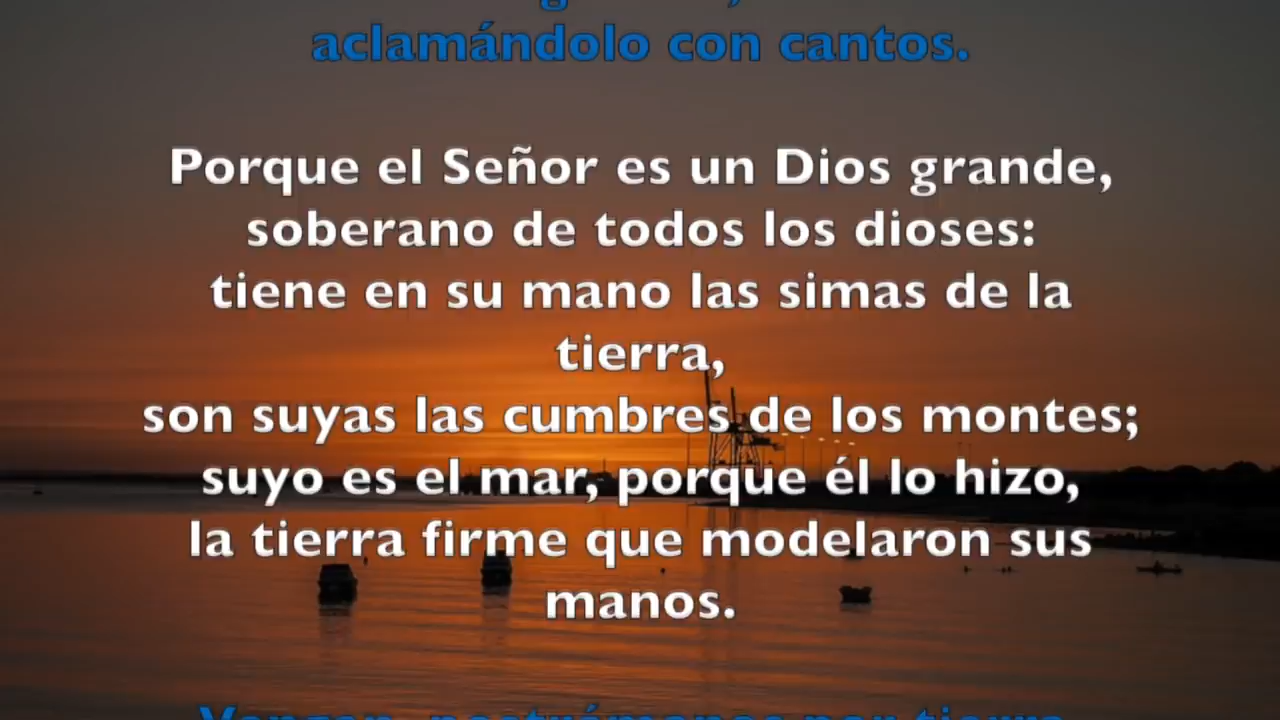 aclamándolo con cantos.
Porque el Señor es un Dios grande,
soberano de todos los dioses:
tiene en su mano las simas de la
tierra,
son suyas las cumbres de los montes;
suyo es el mar, porque él lo hizo,
la tierra firme que modelaron sus
manos.